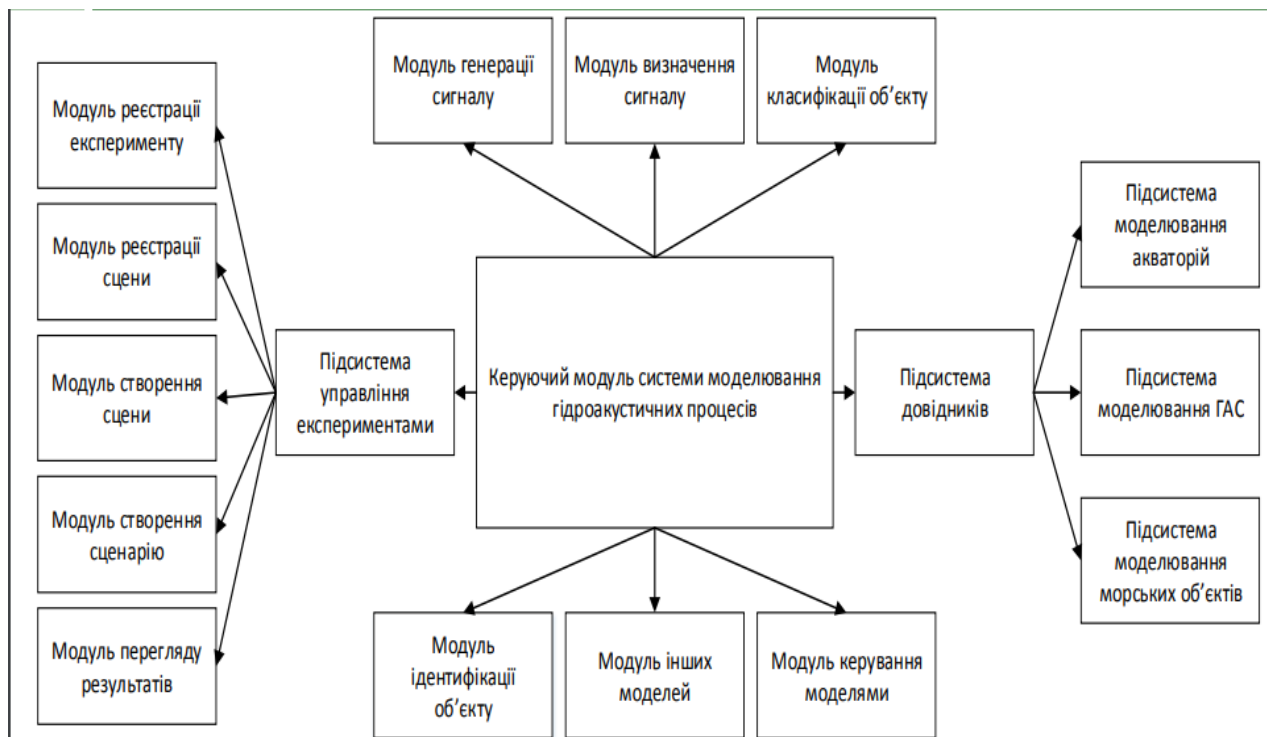 Модуль генерації
сигналу
Модуль визначення
сигналу
Модуль
класифікації об’єкту
Модуль реєстрації
експерименту
Модуль реєстрації
сцени
Модуль створення
сцени
Модуль створення
сценарію
Модуль перегляду
результатів
Підсистема
управління
експериментами
Керуючий модуль системи моделювання
гідроакустичних процесів
Підсистема
довідників
Підсистема
моделювання
акваторій
Підсистема
моделювання ГАС
Підсистема
моделювання
морських об’єктів
Модуль
ідентифікації
об’єкту
Модуль інших
моделей
Модуль керування
моделями